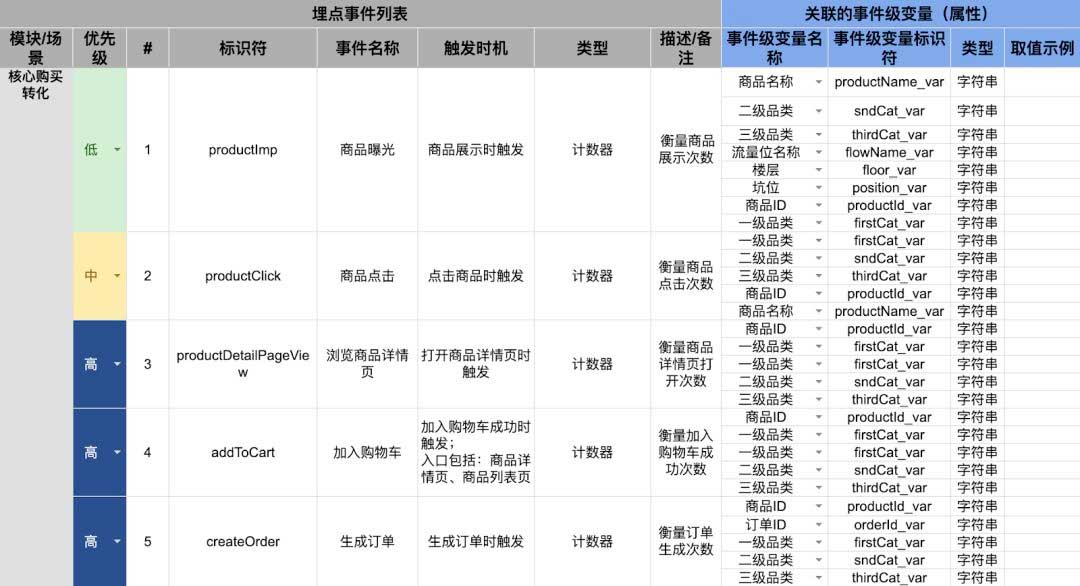 埋点事件列表
关联的事件级变量（属性）
模块/场景
优先级
#
标识符
事件名称
触发时机
类型
描述/备注
事件级变量名称
事件级变量标识符
类型
取值示例
核心购买转化
低
1
productImp
商品曝光
商品展示时触发
计数器
衡量商品展示次数
商品名称 productName_var 字符串
二级品类 sndCat_var 字符串
三级品类 thirdCat_var 字符串
流量位名称 flowName_var 字符串
楼层 floor_var 字符串
坑位 position_var 字符串
商品ID productId_var 字符串
一级品类 firstCat_var 字符串
中
2
productClick
商品点击
点击商品时触发
计数器
衡量商品点击次数
一级品类 firstCat_var 字符串
二级品类 sndCat_var 字符串
三级品类 thirdCat_var 字符串
商品ID productId_var 字符串
商品名称 productName_var 字符串
高
3
productDetailPageView
浏览商品详情页
打开商品详情页时触发
计数器
衡量商品详情页打开次数
商品ID productId_var 字符串
一级品类 firstCat_var 字符串
一级品类 firstCat_var 字符串
二级品类 sndCat_var 字符串
三级品类 thirdCat_var 字符串
高
4
addToCart
加入购物车
加入购物车成功时触发；
入口包括：商品详情页、商品列表页
计数器
衡量加入购物车成功次数
商品ID productId_var 字符串
一级品类 firstCat_var 字符串
一级品类 firstCat_var 字符串
二级品类 sndCat_var 字符串
三级品类 thirdCat_var 字符串
高
5
createOrder
生成订单
生成订单时触发
计数器
衡量订单生成次数
商品ID productId_var 字符串
订单ID orderId_var 字符串
一级品类 firstCat_var 字符串
二级品类 sndCat_var 字符串
三级品类 thirdCat_var 字符串